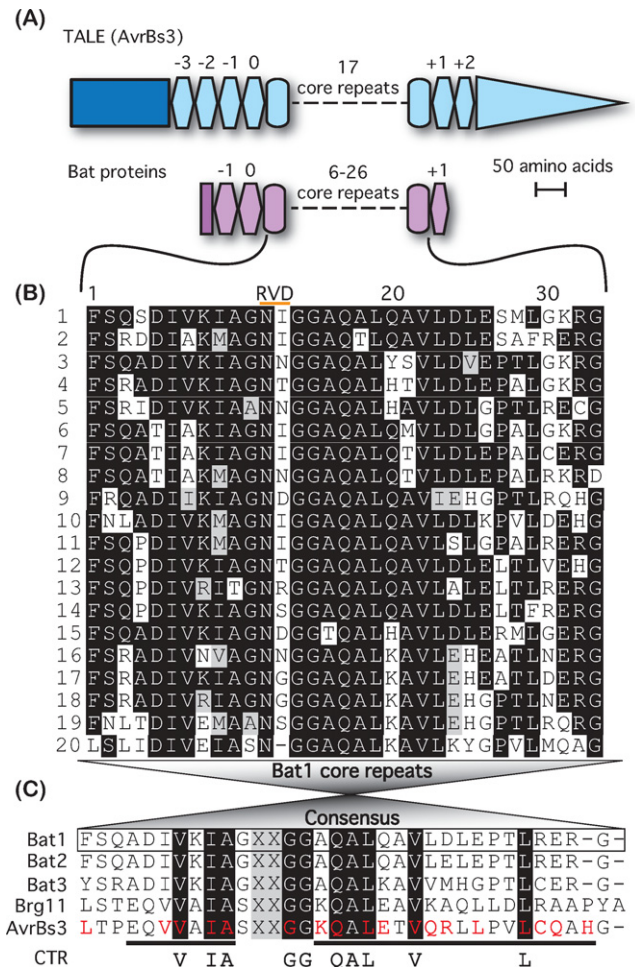 (A)
TALE (AvrBs3)
-3 -2 -1 0 17 core repeats +1 +2
Bat proteins
-1 0 6-26 core repeats +1
50 amino acids
(B)
1 RVD 20 30
1 FSQSDIVKIAGNIGGAQALQAVLDLESMLGKRG
2 FSRDDIAKMAGNIGGAQTLQAVLDLESAFRERG
3 FSQADIVKIAGNNGGAQALYSVLDVEPTLGKRG
4 FSRADIVKIAGNTGGAQALHTVLDLEPALGKRG
5 FSRIDIVKIAANNGGAQALHAVLDLGPTLRECG
6 FSQATIAKIAGNIGGAQALQMVLDLGPALGKRG
7 FSQATIAKIAGNIGGAQALQTVLDLEPALCERG
8 FSQATIAKMAGNNGGAQALQTVLDLEPALRKRD
9 FRQADIIKIAGNDGGAQALQAVIEHGPTLRQHG
10 FNLADIVKMAGNIGGAQALQAVLDLKPVLDEHG
11 FSQPDIVKMAGNIGGAQALQAVLSLGPALRERG
12 FSQPDIVKIAGNTGGAQALQAVLDLELTLVEHG
13 FSQPDIVRITGNRGGAQALQAVLALELTLRERG
14 FSQPDIVKIAGNSGGAQALQAVLDLELTFRERG
15 FSQADIVKIAGNDGGTQALHAVLDLERMLGERG
16 FSRADIVNVAGNNGGAQALKAVLEHEATLNERG
17 FSRADIVKIAGNGGGAQALKAVLEHEATLDERG
18 FSRADIVRIAGNGGGAQALKAVLEHGPTLNERG
19 FNLTDIVEMAANSGGAQALKAVLEHGPTLRQRG
20 LSLIDIVEIASN-GGAQALKAVLKYGPVLMQAG
Bat1 core repeats
(C)
Consensus
Bat1 FSQADIVKIAGXXGGAQALQAVLDLEPTLRER-G-
Bat2 FSQADIVKIAGXXGGAQALQAVLELEPTLRER-G-
Bat3 YSRADIVKIAGXXGGAQALKAVVMHGPTLCER-G-
Brg11 LSTEQVVAIASXXGGKQALEAVKAQLLDLRAAPYA
AvrBs3 LTPEQVVAIASXXGGKQALETVQRLLPVLCQAH-G-
CTR V IA GG QAL V L